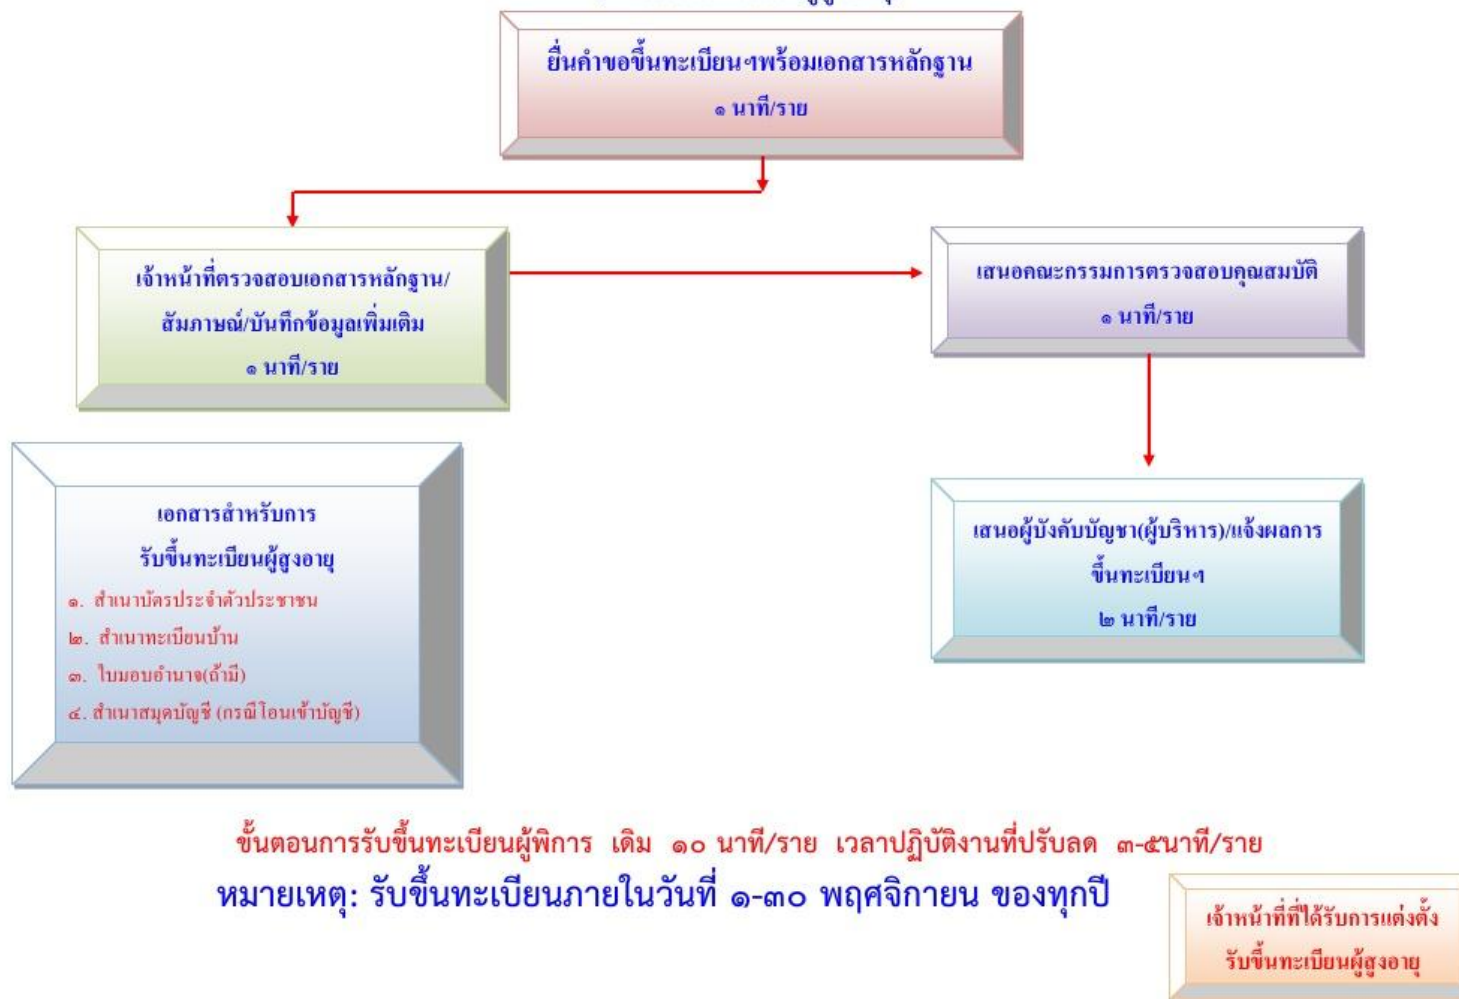 ยื่นคำขอขึ้นทะเบียนฯพร้อมเอกสารหลักฐาน
๑ นาที/ราย
เจ้าหน้าที่ตรวจสอบเอกสารหลักฐาน/
สัมภาษณ์/บันทึกข้อมูลเพิ่มเติม
๑ นาที/ราย
เสนอคณะกรรมการตรวจสอบคุณสมบัติ
๑ นาที/ราย
เอกสารสำหรับการ
รับขึ้นทะเบียนผู้สูงอายุ
๑. สำเนาบัตรประจำตัวประชาชน
๒. สำเนาทะเบียนบ้าน
๓. ใบมอบอำนาจ(ถ้ามี)
๔. สำเนาสมุดบัญชี (กรณีโอนเข้าบัญชี)
เสนอผู้บังคับบัญชา(ผู้บริหาร)/แจ้งผลการ
ขึ้นทะเบียนฯ
๒ นาที/ราย
ขั้นตอนการรับขึ้นทะเบียนผู้พิการ เดิม ๑๐ นาที/ราย เวลาปฏิบัติงานที่ปรับลด ๓-๕นาที/ราย
หมายเหตุ: รับขึ้นทะเบียนภายในวันที่ ๑-๓๐ พฤศจิกายน ของทุกปี
เจ้าหน้าที่ที่ได้รับการแต่งตั้ง
รับขึ้นทะเบียนผู้สูงอายุ